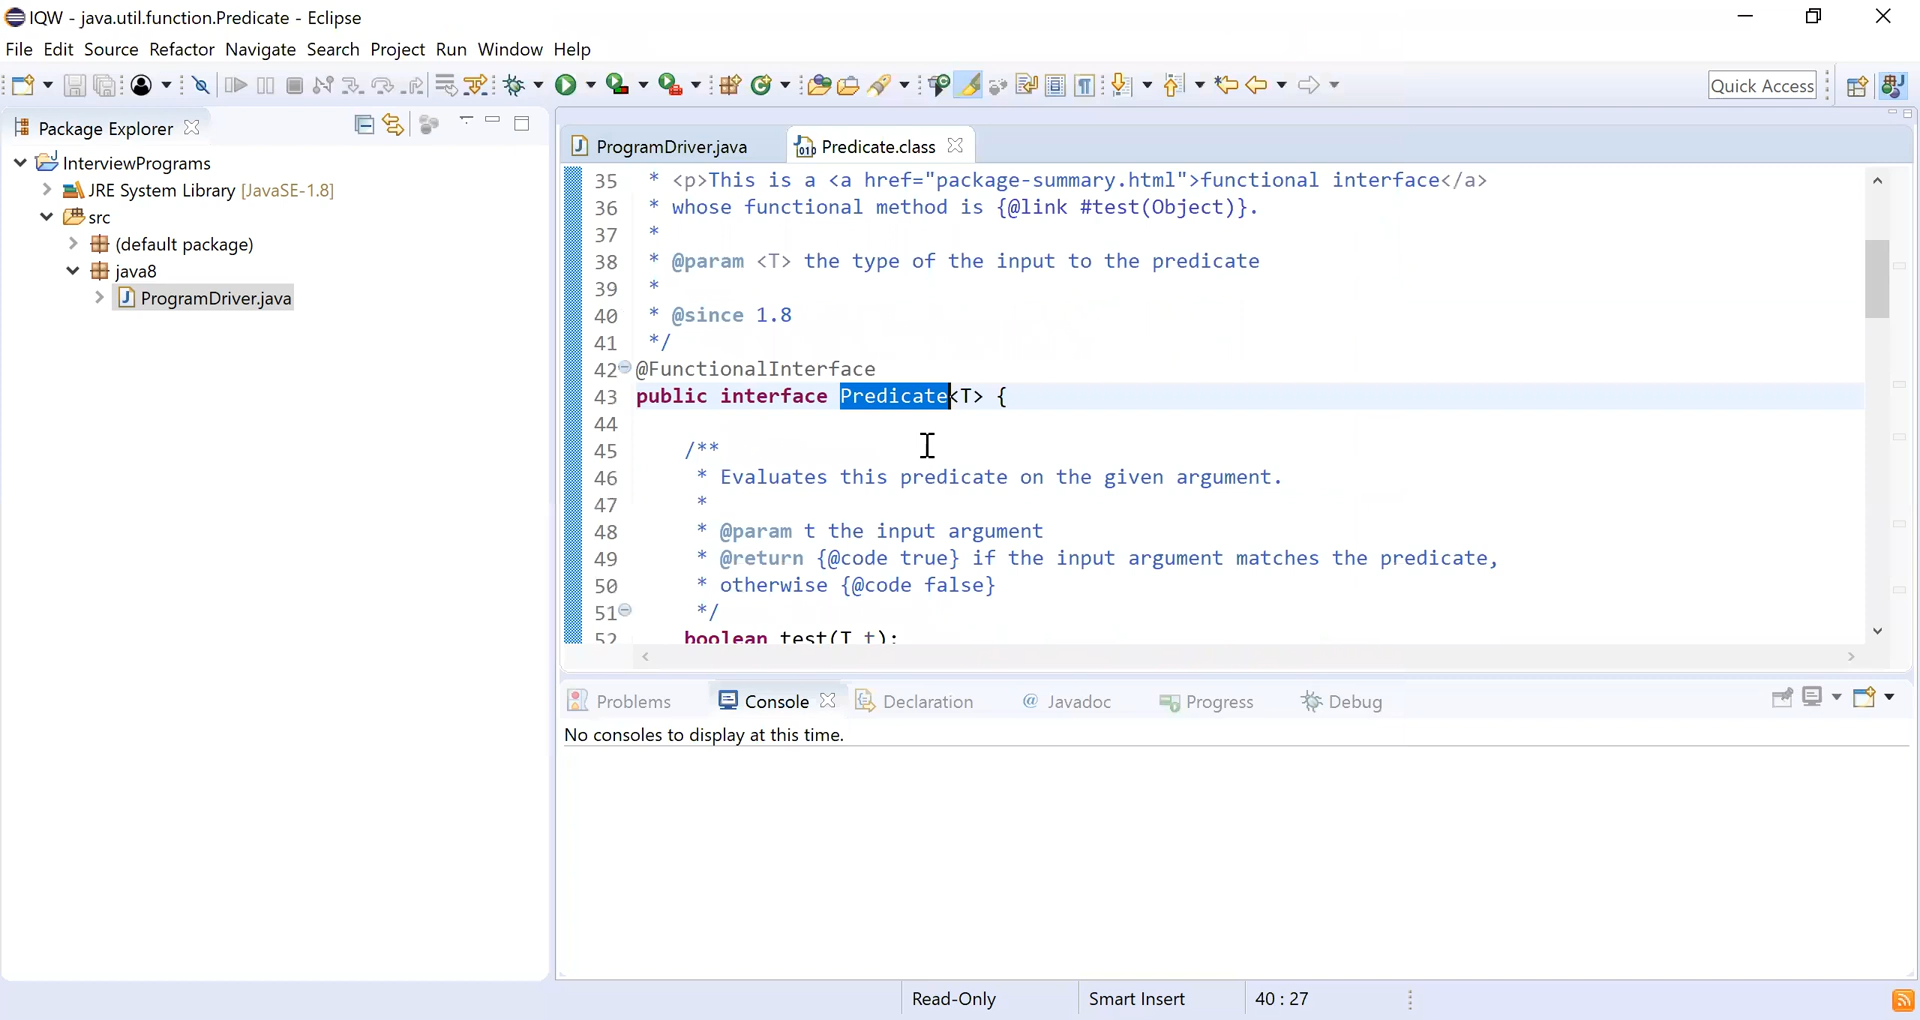 IQW - java.util.function.Predicate - Eclipse
File Edit Source Refactor Navigate Search Project Run Window Help
Quick Access
Package Explorer
InterviewPrograms
JRE System Library [JavaSE-1.8]
src
(default package)
java8
ProgramDriver.java
ProgramDriver.java
Predicate.class
35 * <p>This is a <a href="package-summary.html">functional interface</a>
36 * whose functional method is {@link #test(Object)}.
37 *
38 * @param <T> the type of the input to the predicate
39 *
40 * @since 1.8
41 */
42 @FunctionalInterface
43 public interface Predicate<T> {
44
45 /**
46 * Evaluates this predicate on the given argument.
47 *
48 * @param t the input argument
49 * @return {@code true} if the input argument matches the predicate,
50 * otherwise {@code false}
51 */
52 boolean test(T t);
Problems Console Declaration @ Javadoc Progress Debug
No consoles to display at this time.
Read-Only Smart Insert 40 : 27